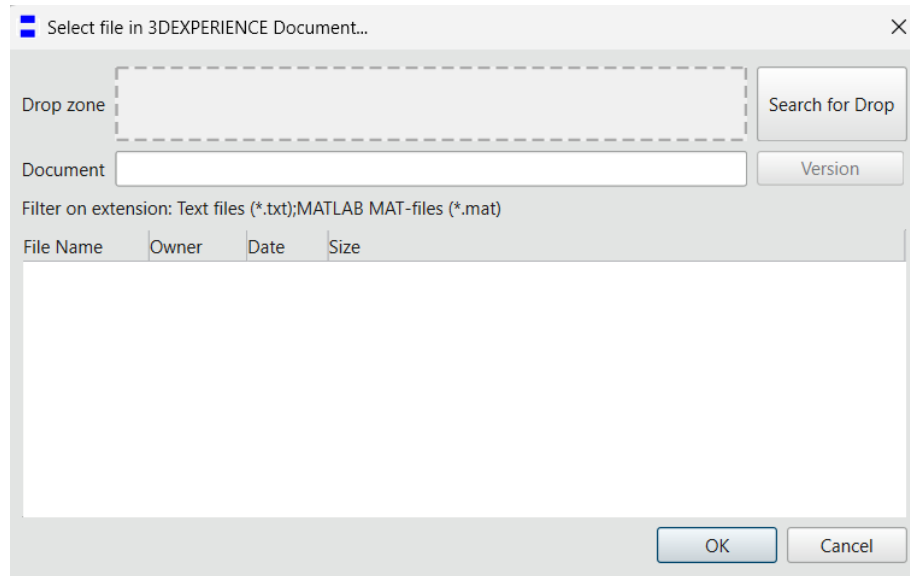 Select file in 3DEXPERIENCE Document...
Drop zone
Search for Drop
Document
Version
Filter on extension: Text files (*.txt);MATLAB MAT-files (*.mat)
File Name Owner Date Size
OK Cancel